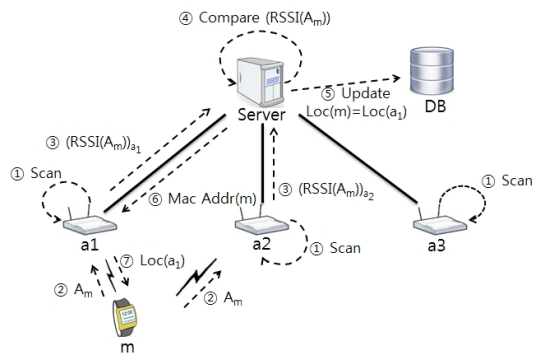 ④ Compare (RSSI(Aₘ))
Server
⑤ Update
Loc(m)=Loc(a₁)
DB
③ (RSSI(Aₘ))ₐ₁
① Scan
⑥ Mac Addr(m)
③ (RSSI(Aₘ))ₐ₂
① Scan
a1
a2
① Scan
a3
⑦ Loc(a₁)
② Aₘ
② Aₘ
m